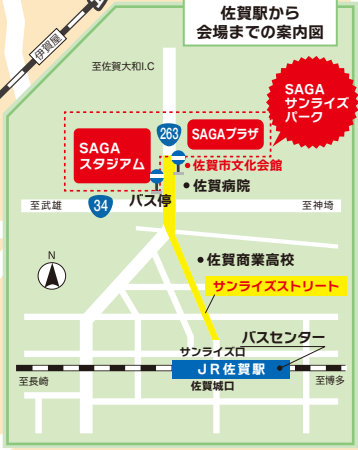 佐賀駅から
会場までの案内図
伊賀屋
至佐賀大和I.C
SAGA
サンライズ
パーク
263
SAGAプラザ
SAGA
スタジアム
佐賀市文化会館
佐賀病院
バス停
至武雄
34
至神埼
佐賀商業高校
N
サンライズストリート
バスセンター
サンライズ口
JR佐賀駅
至長崎
佐賀城口
至博多